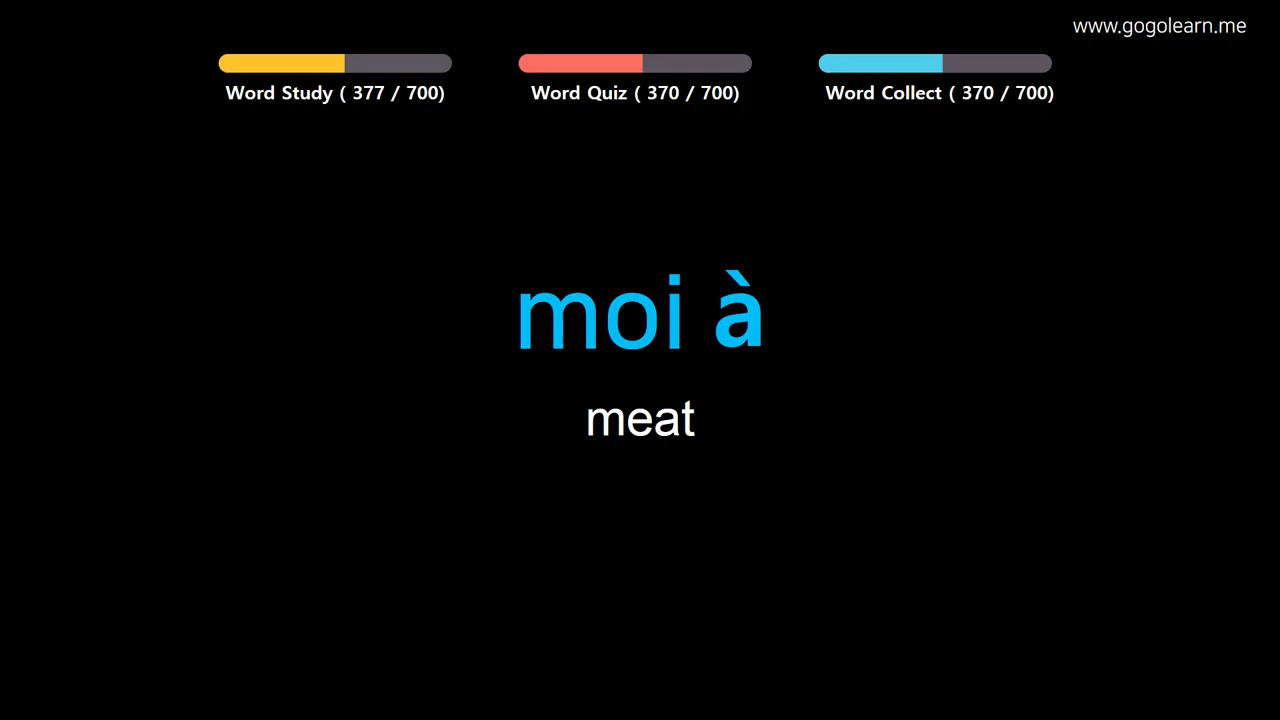 www.gogolearn.me
Word Study ( 377 / 700)
Word Quiz ( 370 / 700)
Word Collect ( 370 / 700)
moi à
meat